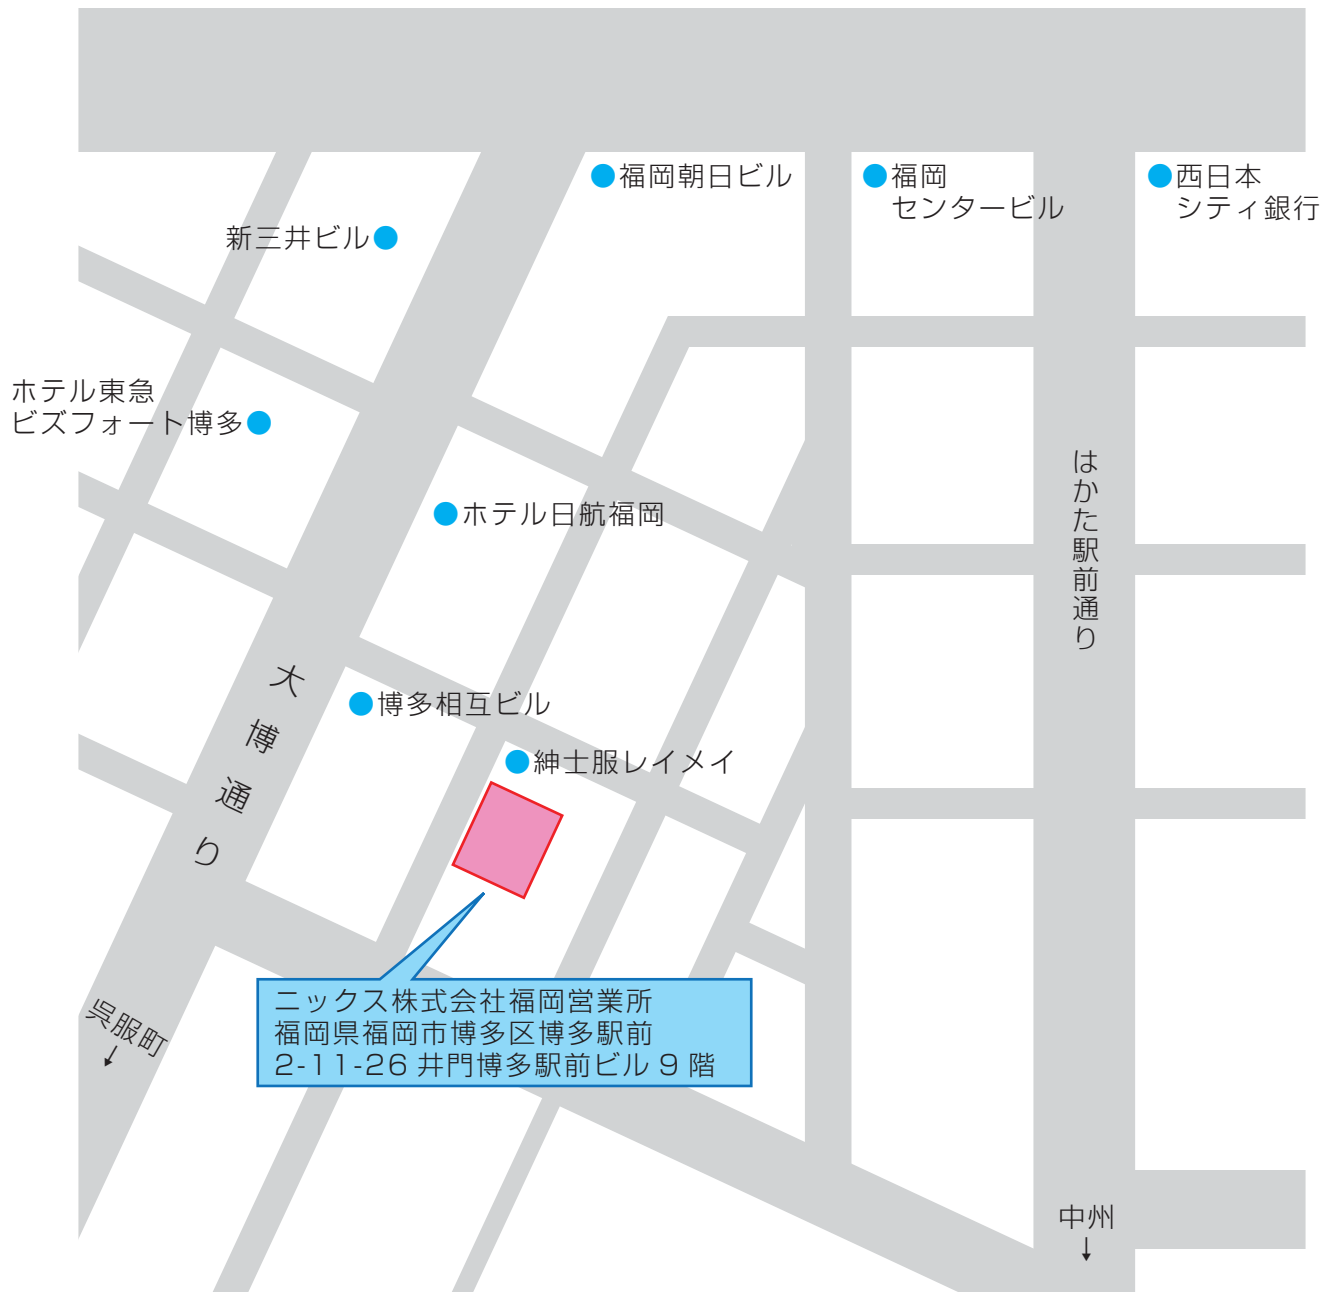 福岡朝日ビル
福岡
センタービル
西日本
シティ銀行
新三井ビル
ホテル東急
ビズフォート博多
ホテル日航福岡
はかた駅前通り
大博通り
博多相互ビル
紳士服レイメイ
ニックス株式会社福岡営業所
福岡県福岡市博多区博多駅前
2-11-26 井門博多駅前ビル 9 階
呉服町
↓
中州
↓